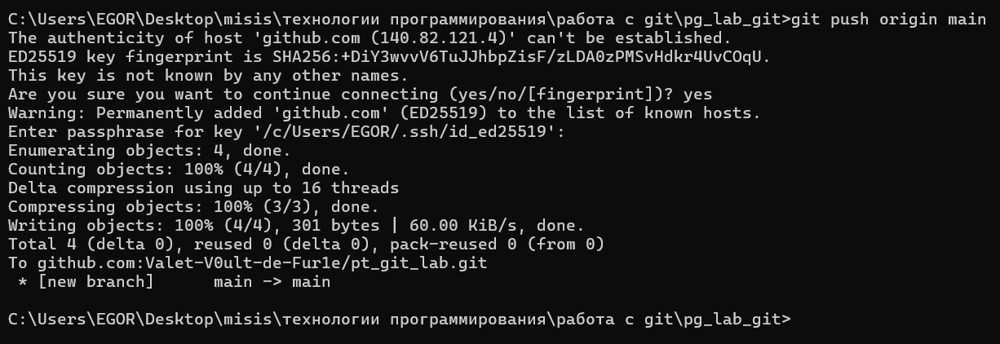 C:\Users\EGOR\Desktop\misis\технологии программирования\работа с git\pg_lab_git>git push origin main
The authenticity of host 'github.com (140.82.121.4)' can't be established.
ED25519 key fingerprint is SHA256:+DiY3wvvV6TuJJhbpZisF/zLDA0zPMSvHdkr4UvCOqU.
This key is not known by any other names.
Are you sure you want to continue connecting (yes/no/[fingerprint])? yes
Warning: Permanently added 'github.com' (ED25519) to the list of known hosts.
Enter passphrase for key '/c/Users/EGOR/.ssh/id_ed25519':
Enumerating objects: 4, done.
Counting objects: 100% (4/4), done.
Delta compression using up to 16 threads
Compressing objects: 100% (3/3), done.
Writing objects: 100% (4/4), 301 bytes | 60.00 KiB/s, done.
Total 4 (delta 0), reused 0 (delta 0), pack-reused 0 (from 0)
To github.com:Valet-V0ult-de-Fur1e/pt_git_lab.git
 * [new branch]      main -> main
C:\Users\EGOR\Desktop\misis\технологии программирования\работа с git\pg_lab_git>